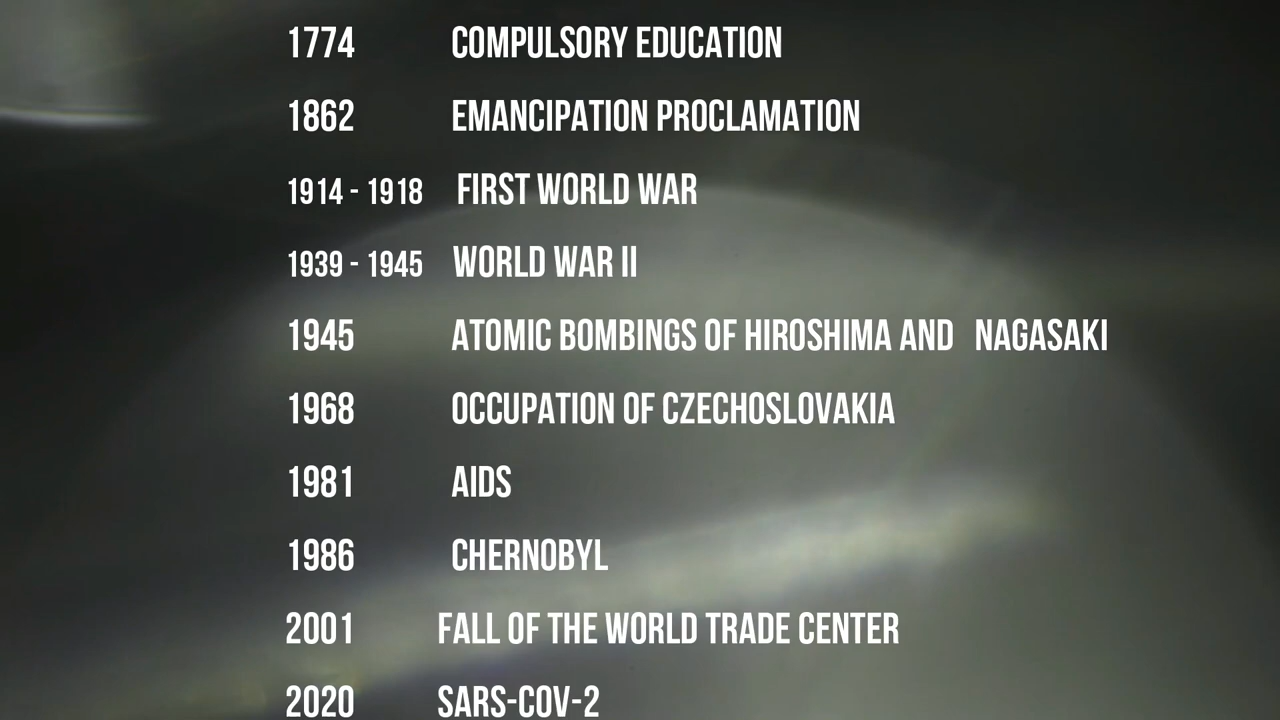 1774 COMPULSORY EDUCATION
1862 EMANCIPATION PROCLAMATION
1914 - 1918 FIRST WORLD WAR
1939 - 1945 WORLD WAR II
1945 ATOMIC BOMBINGS OF HIROSHIMA AND NAGASAKI
1968 OCCUPATION OF CZECHOSLOVAKIA
1981 AIDS
1986 CHERNOBYL
2001 FALL OF THE WORLD TRADE CENTER
2020 SARS-COV-2